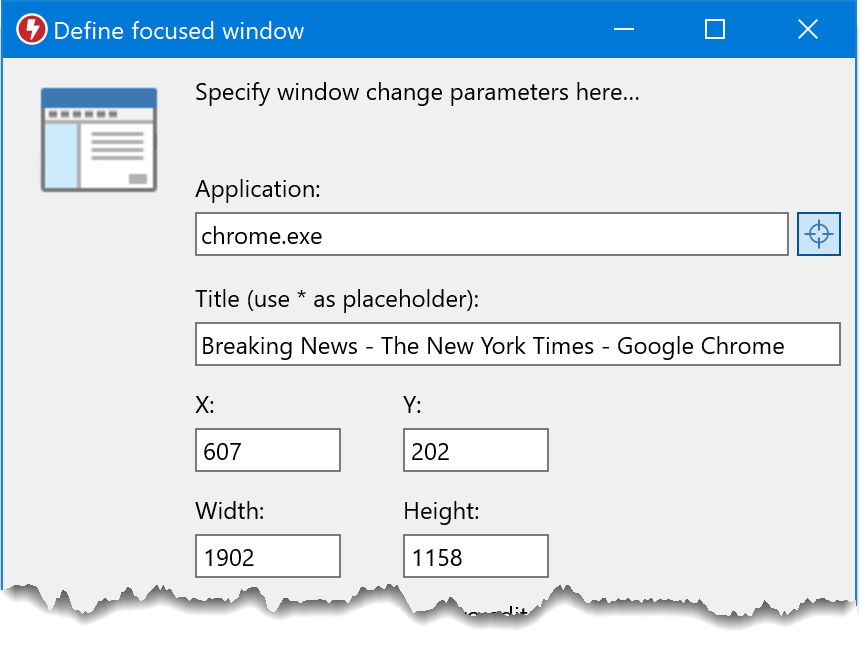 Define focused window
Specify window change parameters here...
Application:
chrome.exe
Title (use * as placeholder):
Breaking News - The New York Times - Google Chrome
X: Y:
607 202
Width: Height:
1902 1158